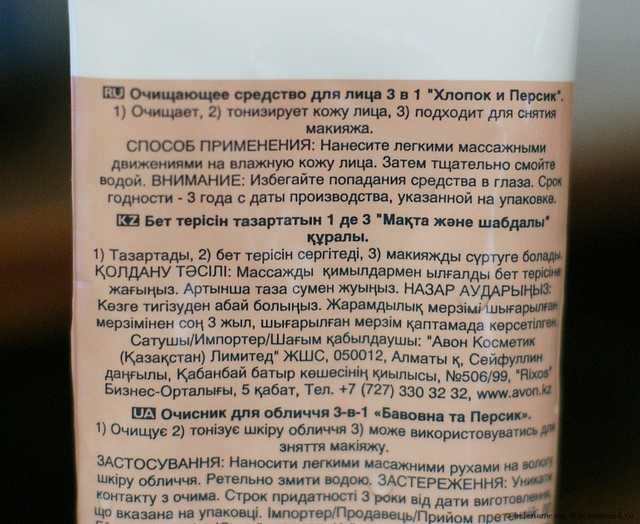 RU Очищающее средство для лица 3 в 1 "Хлопок и Персик".
1) Очищает, 2) тонизирует кожу лица, 3) подходит для снятия
макияжа.
СПОСОБ ПРИМЕНЕНИЯ: Нанесите легкими массажными
движениями на влажную кожу лица. Затем тщательно смойте
водой. ВНИМАНИЕ: Избегайте попадания средства в глаза. Срок
годности - 3 года с даты производства, указанной на упаковке.
KZ Бет терісін тазартатын 1 де 3 "Мақта және шабдалы"
құралы.
1) Тазартады, 2) бет терісін сергітеді, 3) макияжды сүртуге болады.
ҚОЛДАНУ ТӘСІЛІ: Массажды қимылдармен ылғалды бет терісіне
жағыңыз. Артынша таза сумен жуыңыз. НАЗАР АУДАРЫҢЫЗ:
Көзге тигізуден абай болыңыз. Жарамдылық мерзімі шығарылған
мерзімінен соң 3 жыл, шығарылған мерзім қаптамада көрсетілген.
Сатушы/Импортер/Шағым қабылдаушы: "Авон Косметик
(Қазақстан) Лимитед" ЖШС, 050012, Алматы қ, Сейфуллин
даңғылы, Қабанбай батыр көшесінің қиылысы, №506/99, "Rixos"
Бизнес-Орталығы, 5 қабат, Тел. +7 (727) 330 32 32, www.avon.kz
UA Очисник для обличчя 3-в-1 «Бавовна та Персик».
1) Очищує 2) тонізує шкіру обличчя 3) може використовуватись для
зняття макіяжу.
ЗАСТОСУВАННЯ: Наносити легкими масажними рухами на вологу
шкіру обличчя. Ретельно змити водою. ЗАСТЕРЕЖЕННЯ: Уникати
контакту з очима. Строк придатності 3 роки від дати виготовлення,
що вказана на упаковці. Імпортер/Продавець/Прийом